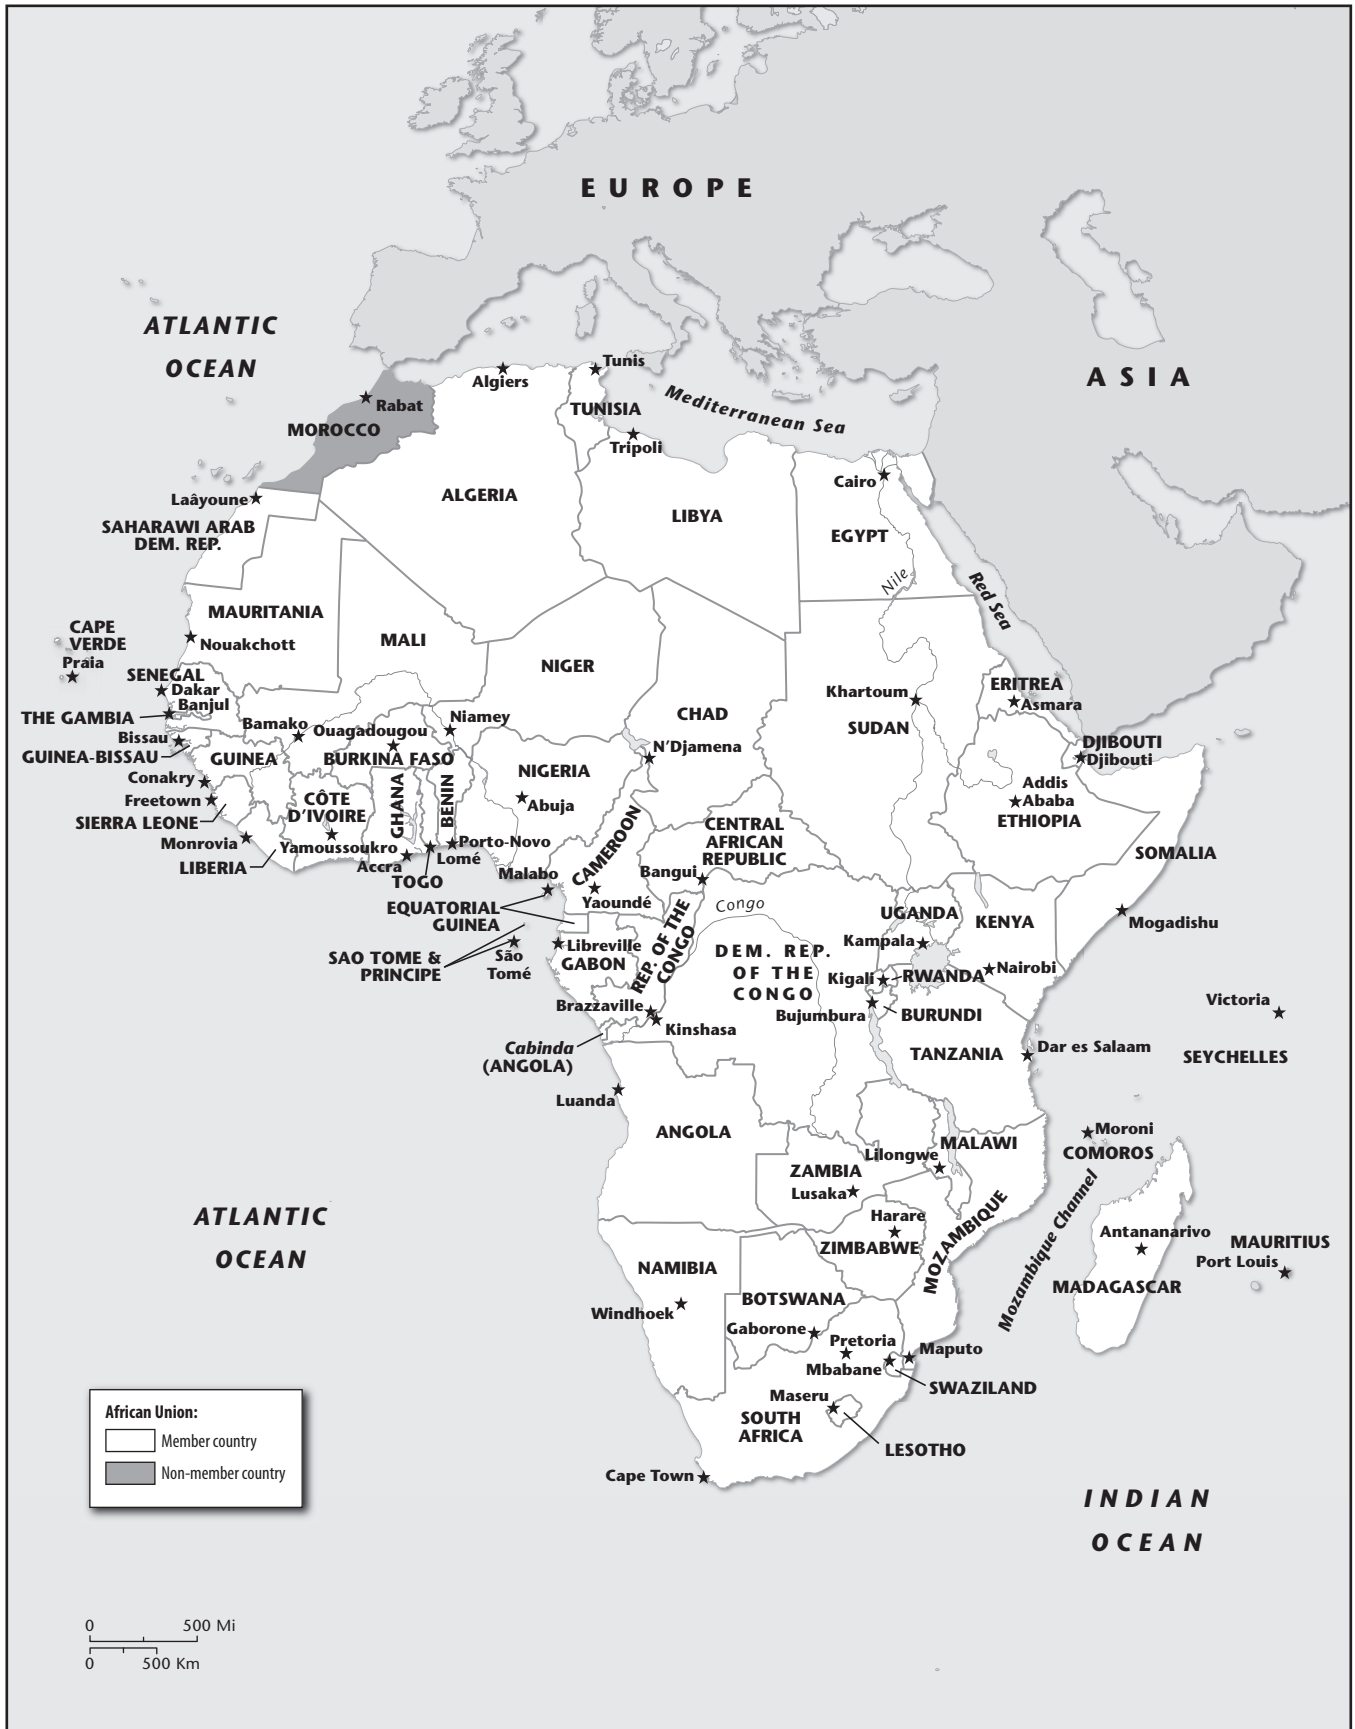 EUROPE
ATLANTIC
OCEAN
ASIA
Tunis
Algiers
Mediterranean Sea
Rabat
TUNISIA
MOROCCO
Tripoli
Cairo
Laâyoune
ALGERIA
LIBYA
SAHARAWI ARAB
DEM. REP.
EGYPT
Nile
Red Sea
MAURITANIA
CAPE
VERDE
Praia
Nouakchott
MALI
NIGER
SENEGAL
Dakar
Banjul
THE GAMBIA
Khartoum
SUDAN
ERITREA
Asmara
CHAD
Bamako
Ouagadougou
Niamey
Bissau
GUINEA-BISSAU
GUINEA
BURKINA FASO
N'Djamena
DJIBOUTI
Djibouti
NIGERIA
Abuja
Conakry
Freetown
SIERRA LEONE
CÔTE
D'IVOIRE
GHANA
BENIN
Addis
Ababa
ETHIOPIA
CENTRAL
AFRICAN
REPUBLIC
CAMEROON
Monrovia
LIBERIA
Yamoussoukro
Accra
Porto-Novo
Lomé
TOGO
SOMALIA
Malabo
Bangui
Yaoundé
EQUATORIAL
GUINEA
Congo
UGANDA
KENYA
Mogadishu
REP. OF THE
CONGO
Kampala
Libreville
GABON
SAO TOME &
PRINCIPE
São
Tomé
DEM. REP.
OF THE
CONGO
Kigali
RWANDA
Nairobi
Brazzaville
Kinshasa
Bujumbura
BURUNDI
Victoria
SEYCHELLES
Cabinda
(ANGOLA)
TANZANIA
Dar es Salaam
Luanda
ANGOLA
Moroni
COMOROS
MALAWI
Lilongwe
ZAMBIA
Lusaka
ATLANTIC
OCEAN
Harare
ZIMBABWE
MOZAMBIQUE
Mozambique Channel
Antananarivo
MADAGASCAR
MAURITIUS
Port Louis
NAMIBIA
Windhoek
BOTSWANA
Gaborone
Pretoria
Mbabane
Maputo
SWAZILAND
Maseru
SOUTH
AFRICA
LESOTHO
Cape Town
African Union:
Member country
Non-member country
INDIAN
OCEAN
0 500 Mi
0 500 Km